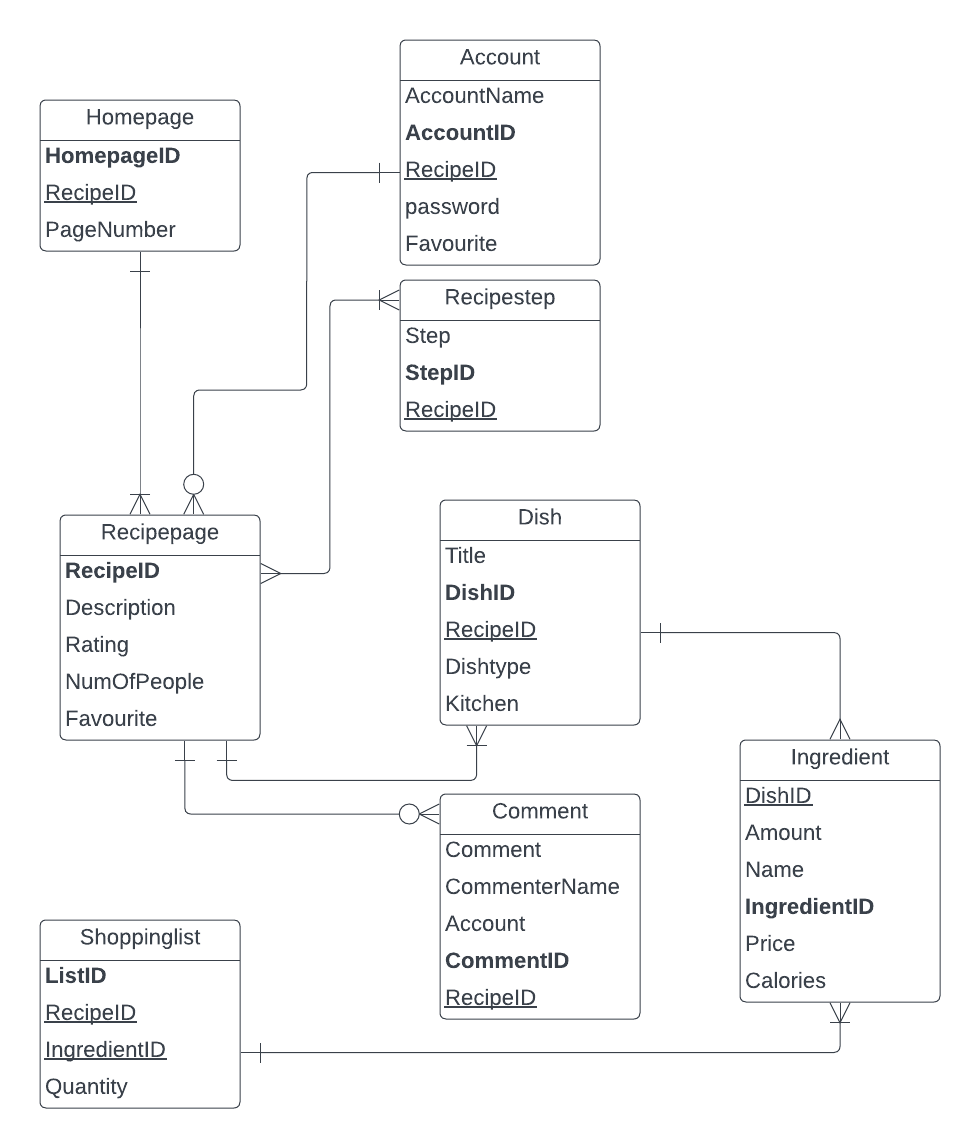 Account
AccountName
AccountID
RecipeID
password
Favourite
Homepage
HomepageID
RecipeID
PageNumber
Recipestep
Step
StepID
RecipeID
Recipepage
RecipeID
Description
Rating
NumOfPeople
Favourite
Dish
Title
DishID
RecipeID
Dishtype
Kitchen
Ingredient
DishID
Amount
Name
IngredientID
Price
Calories
Comment
Comment
CommenterName
Account
CommentID
RecipeID
Shoppinglist
ListID
RecipeID
IngredientID
Quantity